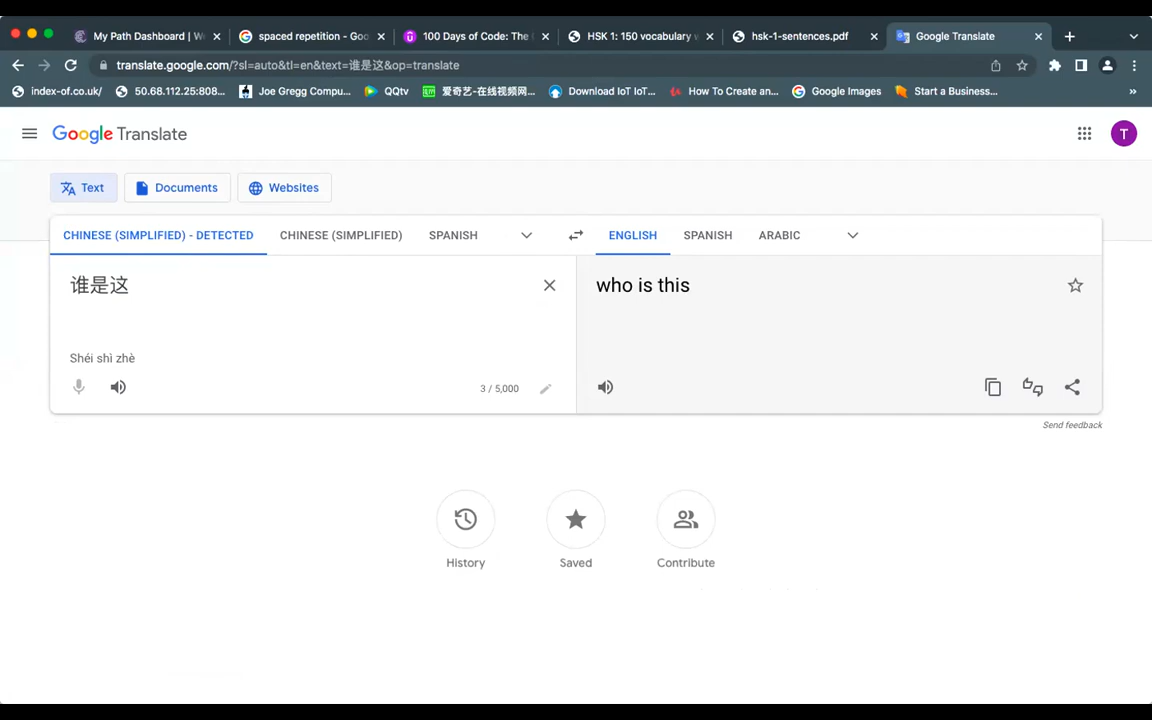 My Path Dashboard | W
spaced repetition - Goo
100 Days of Code: The
HSK 1: 150 vocabulary
hsk-1-sentences.pdf
Google Translate
translate.google.com/?sl=auto&tl=en&text=谁是这&op=translate
index-of.co.uk/
50.68.112.25:808...
Joe Gregg Compu...
QQtv
爱奇艺-在线视频网...
Download IoT IoT...
How To Create an...
Google Images
Start a Business...
»
Google Translate
T
Text
Documents
Websites
CHINESE (SIMPLIFIED) - DETECTED
CHINESE (SIMPLIFIED)
SPANISH
ENGLISH
SPANISH
ARABIC
谁是这
who is this
Shéi shì zhè
3 / 5,000
Send feedback
History
Saved
Contribute